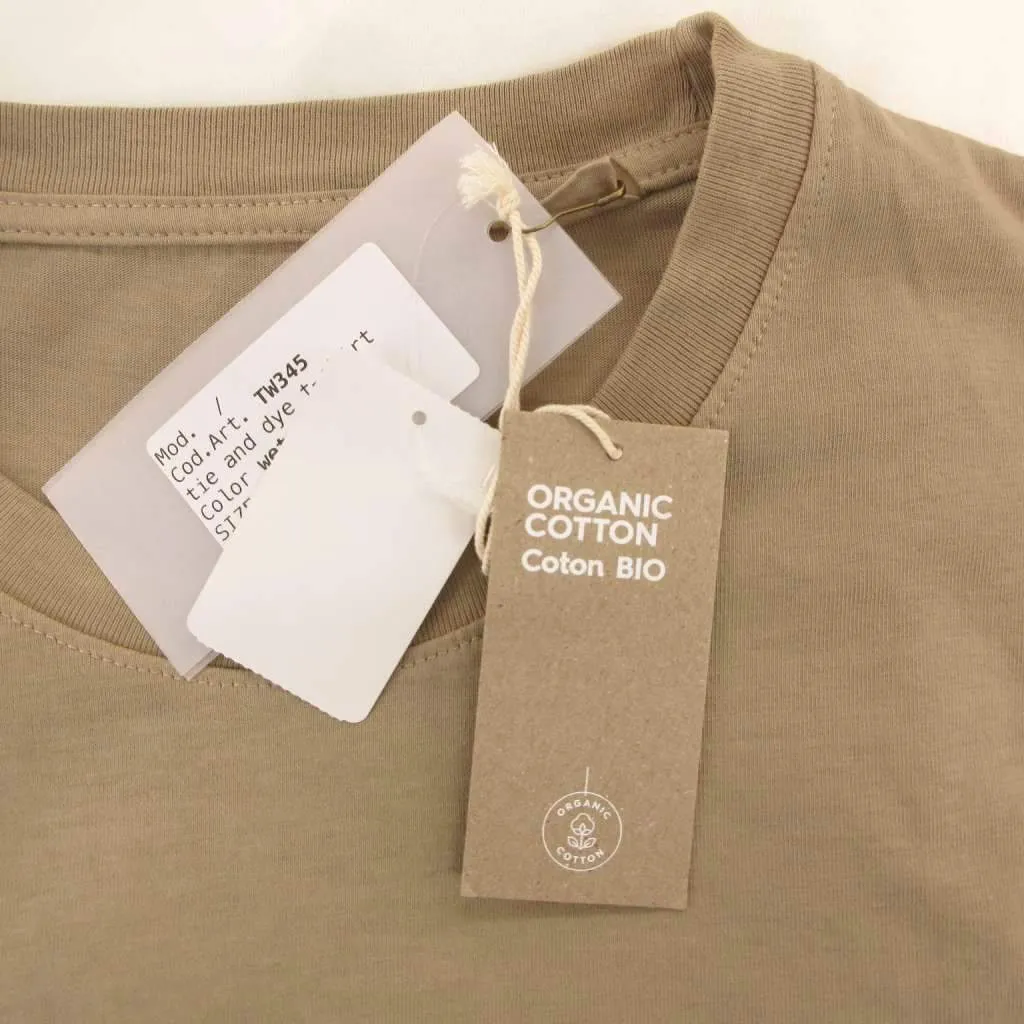 Mod. /
Cod.Art. TW345
tie and dye
Color
ORGANIC
COTTON
Coton BIO
ORGANIC
COTTON